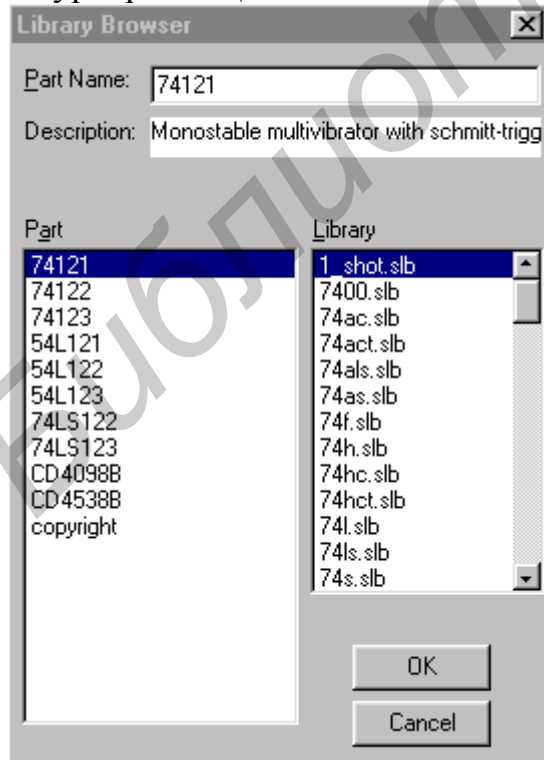 Library Browser
Part Name: 74121
Description: Monostable multivibrator with schmitt-trigg
Part
74121
74122
74123
54L121
54L122
54L123
74LS122
74LS123
CD4098B
CD4538B
copyright
Library
1_shot.slb
7400.slb
74ac.slb
74act.slb
74als.slb
74as.slb
74f.slb
74h.slb
74hc.slb
74hct.slb
74l.slb
74ls.slb
74s.slb
OK
Cancel